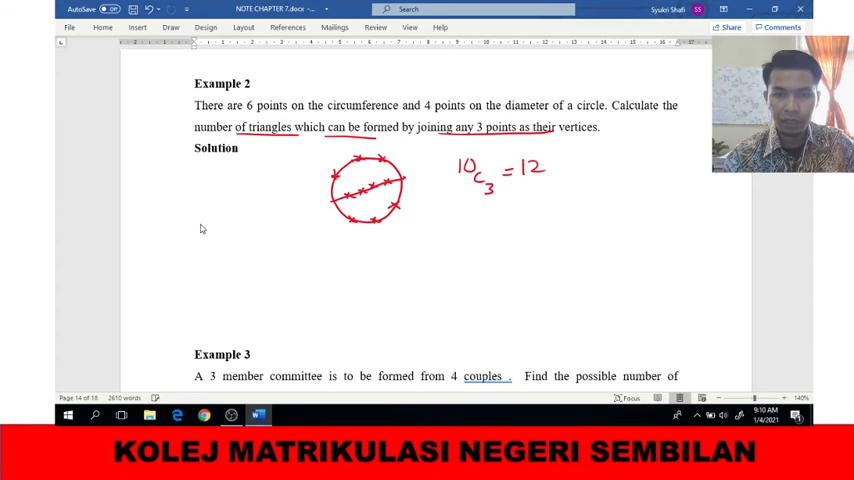 AutoSave Off NOTE CHAPTER 7.docx -... Search Syukri Shafi SS
File Home Insert Draw Design Layout References Mailings Review View Help Share Comments
Example 2
There are 6 points on the circumference and 4 points on the diameter of a circle. Calculate the
number of triangles which can be formed by joining any 3 points as their vertices.
Solution
10C3 = 12
Example 3
A 3 member committee is to be formed from 4 couples . Find the possible number of
Page 14 of 18 2610 words Focus 140%
9:10 AM
1/4/2021
KOLEJ MATRIKULASI NEGERI SEMBILAN